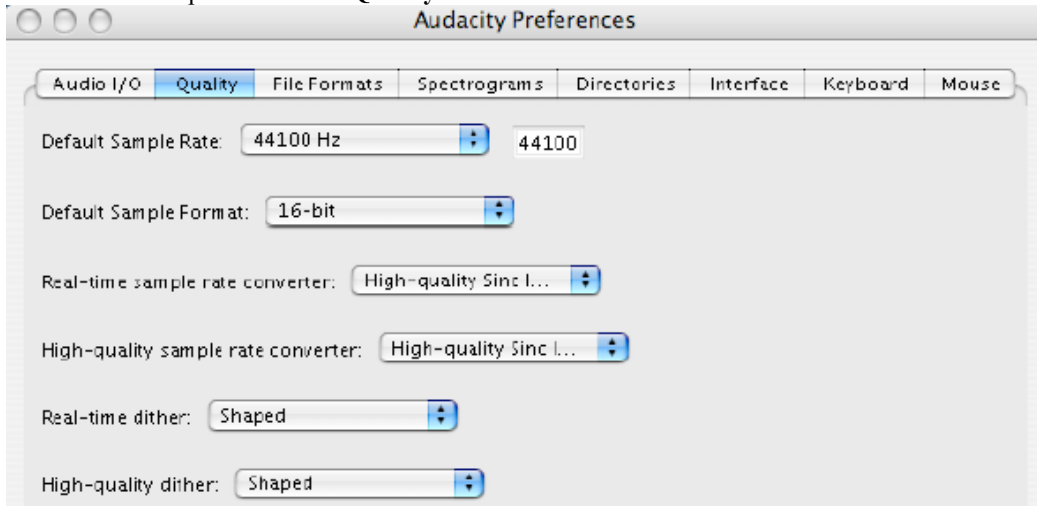 Audacity Preferences
Audio I/O Quality File Formats Spectrograms Directories Interface Keyboard Mouse
Default Sample Rate: 44100 Hz 44100
Default Sample Format: 16-bit
Real-time sample rate converter: High-quality Sinc I...
High-quality sample rate converter: High-quality Sinc I...
Real-time dither: Shaped
High-quality dither: Shaped